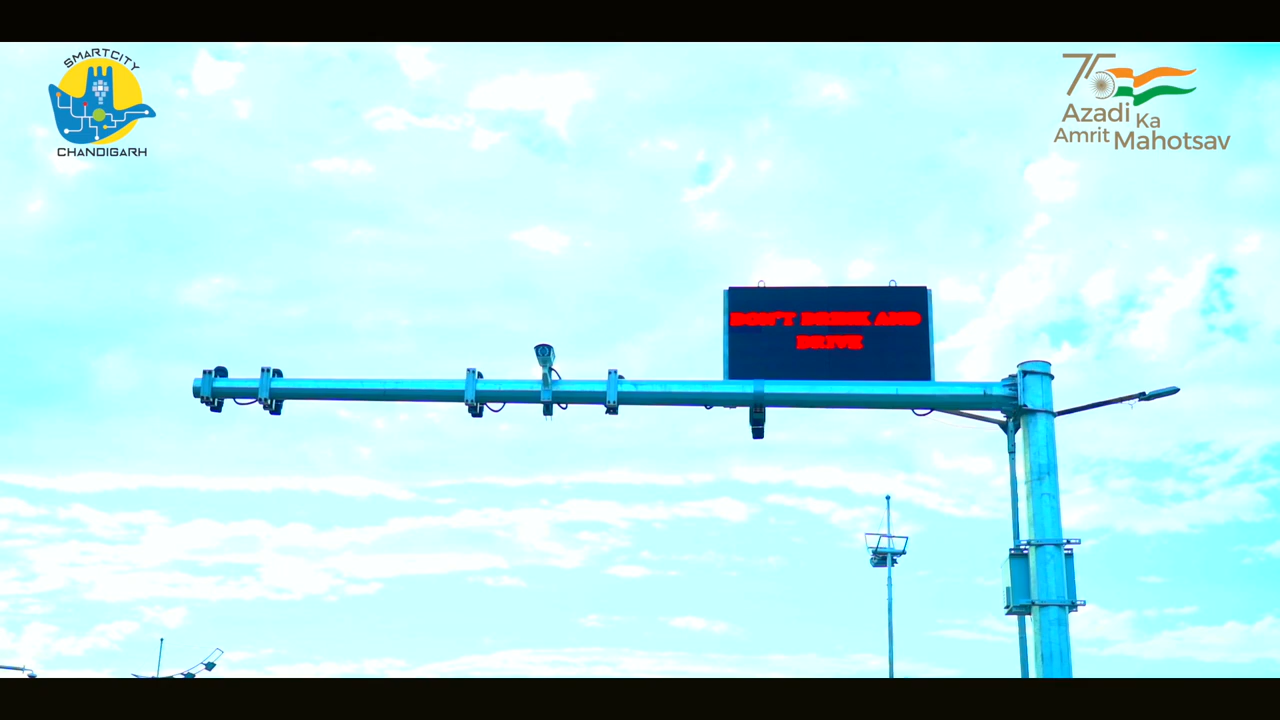 SMARTCITY
CHANDIGARH
75
Azadi Ka
Amrit Mahotsav
DON'T DRINK AND
DRIVE